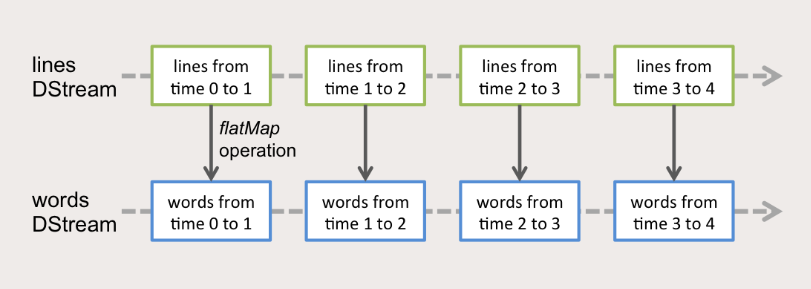 lines
DStream
lines from
time 0 to 1
lines from
time 1 to 2
lines from
time 2 to 3
lines from
time 3 to 4
flatMap
operation
words
DStream
words from
time 0 to 1
words from
time 1 to 2
words from
time 2 to 3
words from
time 3 to 4